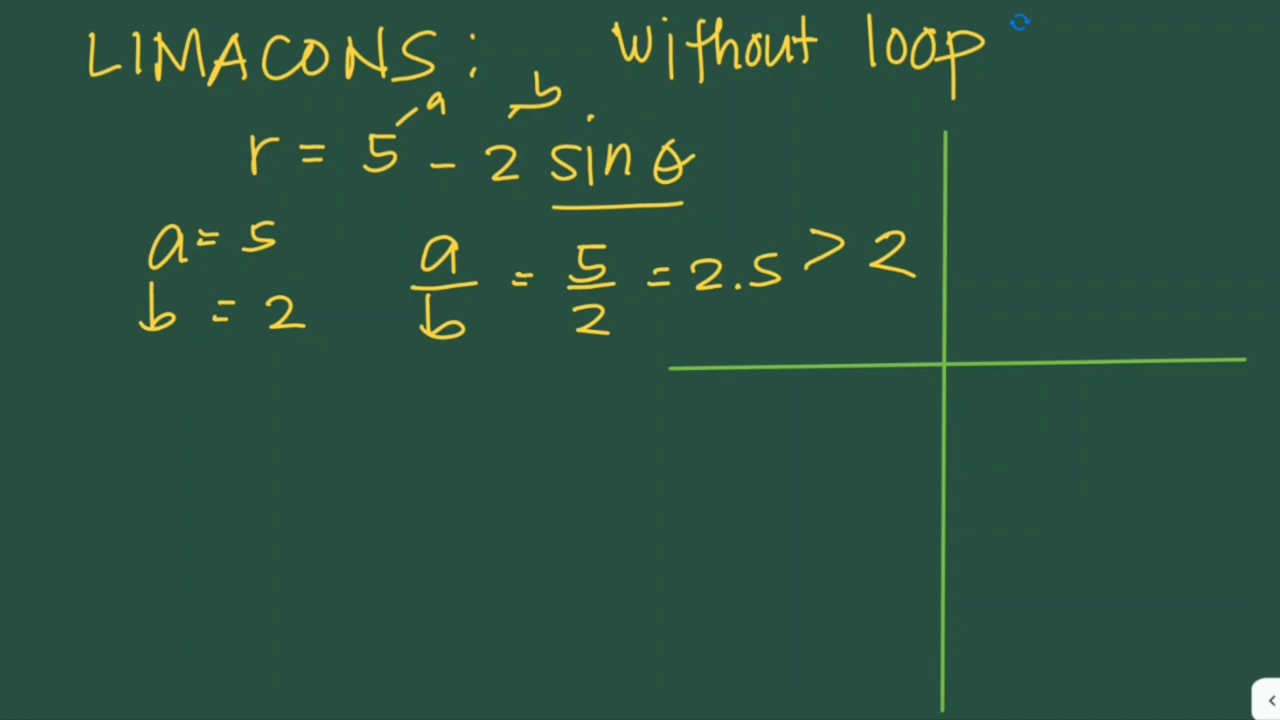 LIMACONS: without loop
a b
r = 5 - 2 sin θ
a = 5
a/b = 5/2 = 2.5 > 2
b = 2